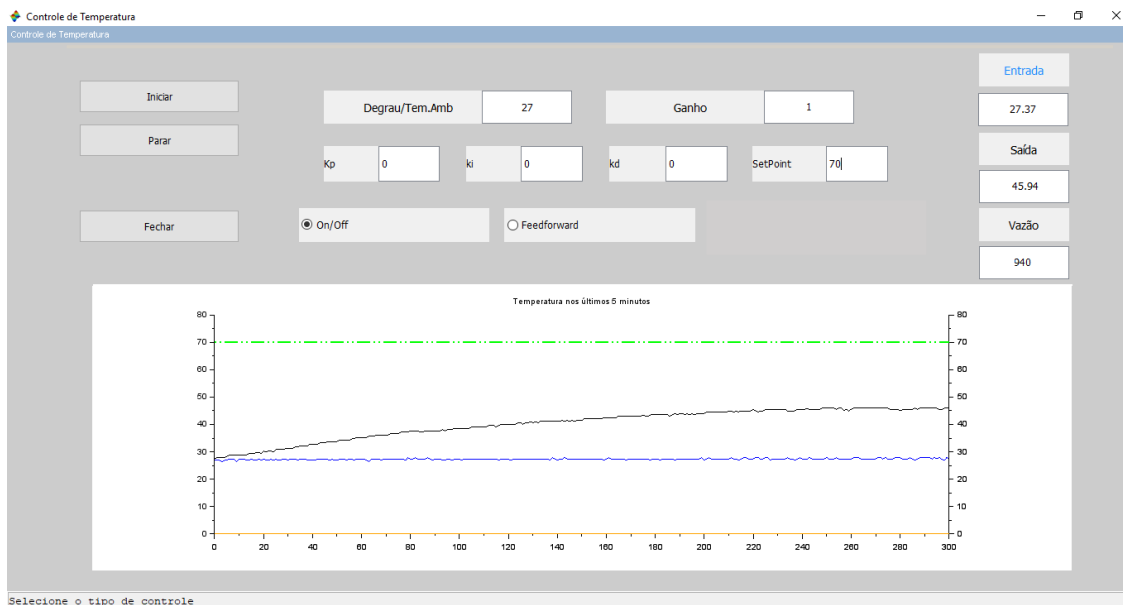 Controle de Temperatura
Controle de Temperatura
Iniciar
Parar
Fechar
Degrau/Tem.Amb 27
Ganho 1
Kp 0 ki 0 kd 0 SetPoint 70
On/Off
Feedforward
Entrada
27.37
Saída
45.94
Vazão
940
Temperatura nos últimos 5 minutos
80 80
70 70
60 60
50 50
40 40
30 30
20 20
10 10
0 0
0 20 40 60 80 100 120 140 160 180 200 220 240 260 280 300
Selecione o tipo de controle